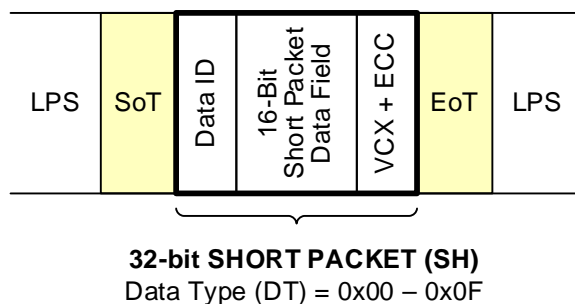 LPS
SoT
Data ID
16-Bit
Short Packet
Data Field
VCX + ECC
EoT
LPS
32-bit SHORT PACKET (SH)
Data Type (DT) = 0x00 – 0x0F